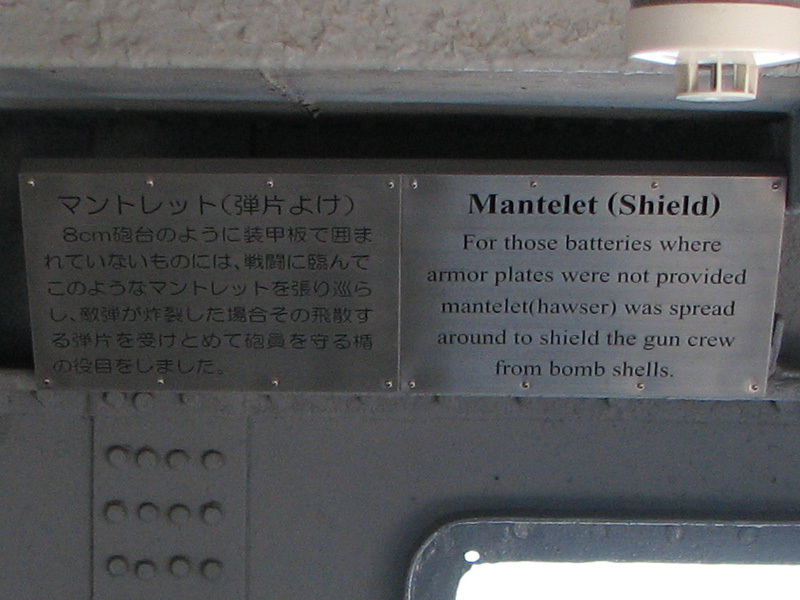 マントレット(弾片よけ)
8cm砲台のように装甲板で囲ま
れていないものには、戦闘に臨んで
このようなマントレットを張り巡ら
し、敵弾が炸裂した場合その飛散す
る弾片を受けとめて砲員を守る楯
の役目をしました。
Mantelet (Shield)
For those batteries where
armor plates were not provided
mantelet(hawser) was spread
around to shield the gun crew
from bomb shells.